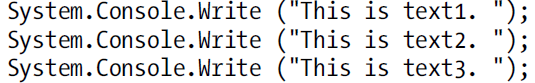 System.Console.Write ("This is text1. ");
System.Console.Write ("This is text2. ");
System.Console.Write ("This is text3. ");